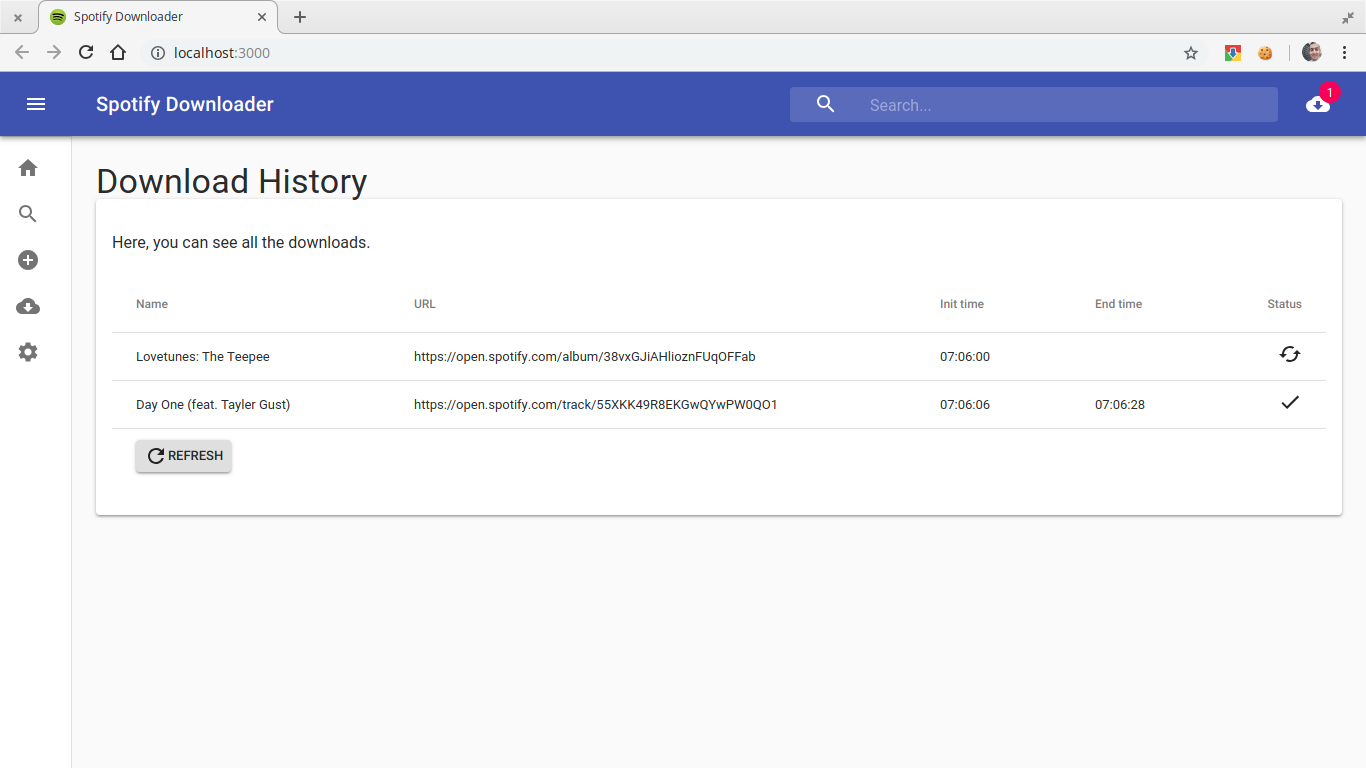 Spotify Downloader
localhost:3000
Spotify Downloader Search... 1
Download History
Here, you can see all the downloads.
Name URL Init time End time Status
Lovetunes: The Teepee https://open.spotify.com/album/38vxGJiAHlioznFUqOFFab 07:06:00
Day One (feat. Tayler Gust) https://open.spotify.com/track/55XKK49R8EKGwQYwPW0QO1 07:06:06 07:06:28
REFRESH